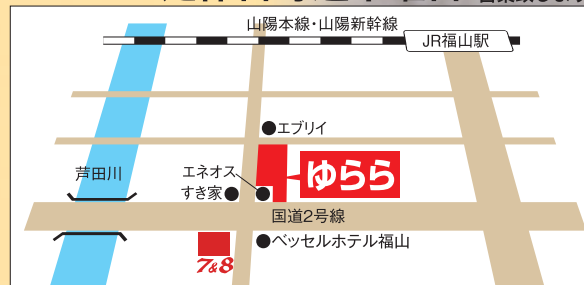 山陽本線・山陽新幹線
JR福山駅
エブリイ
芦田川
エネオス
すき家
ゆらら
国道2号線
ベッセルホテル福山
7&8